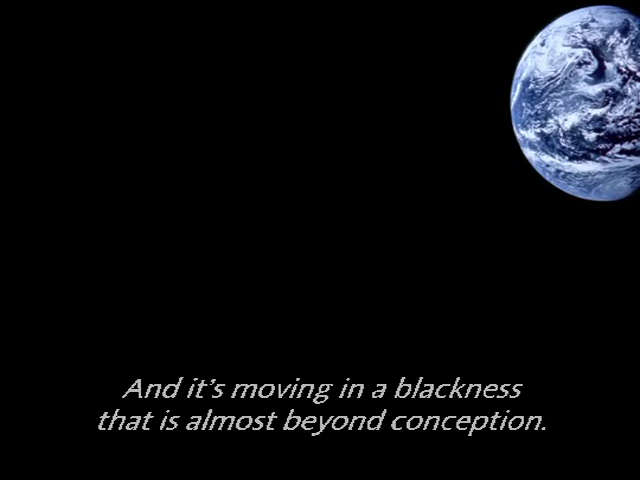 And it's moving in a blackness
that is almost beyond conception.